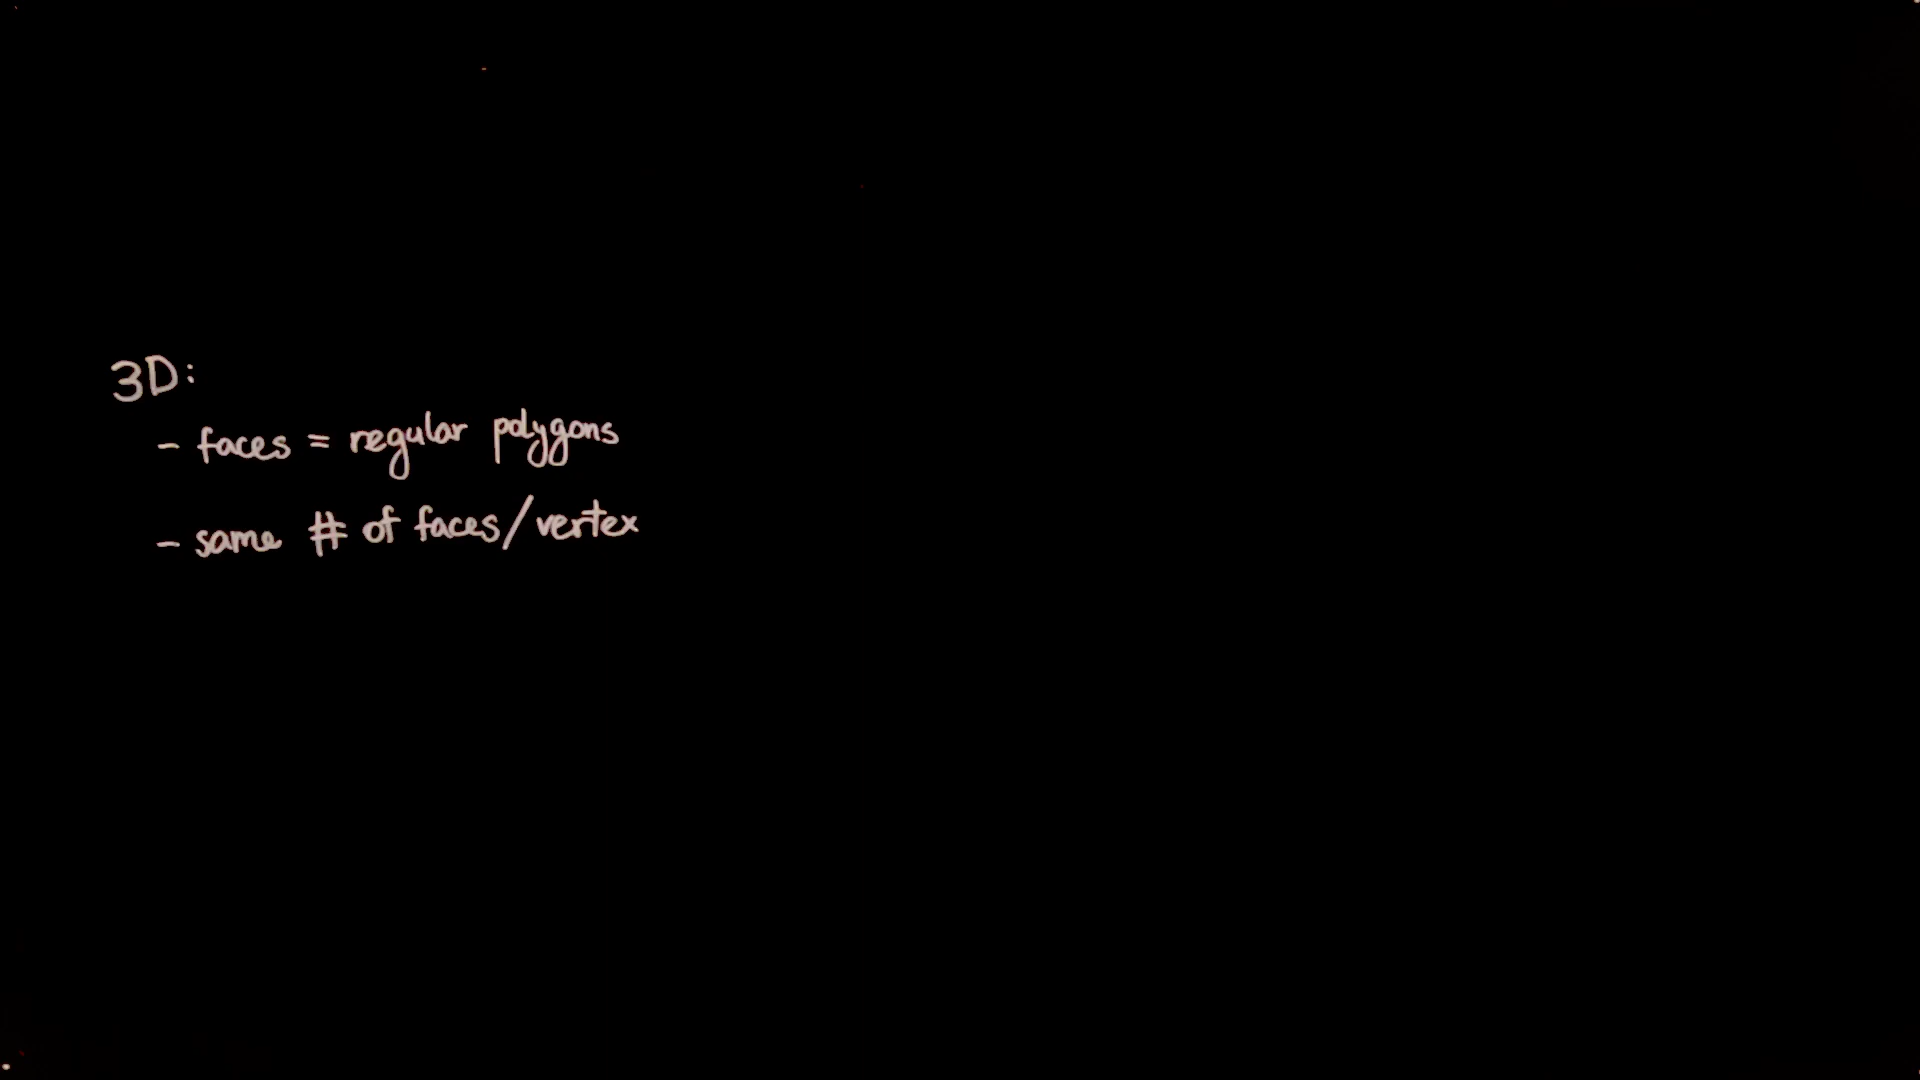 3D:
- faces = regular polygons
- same # of faces/vertex